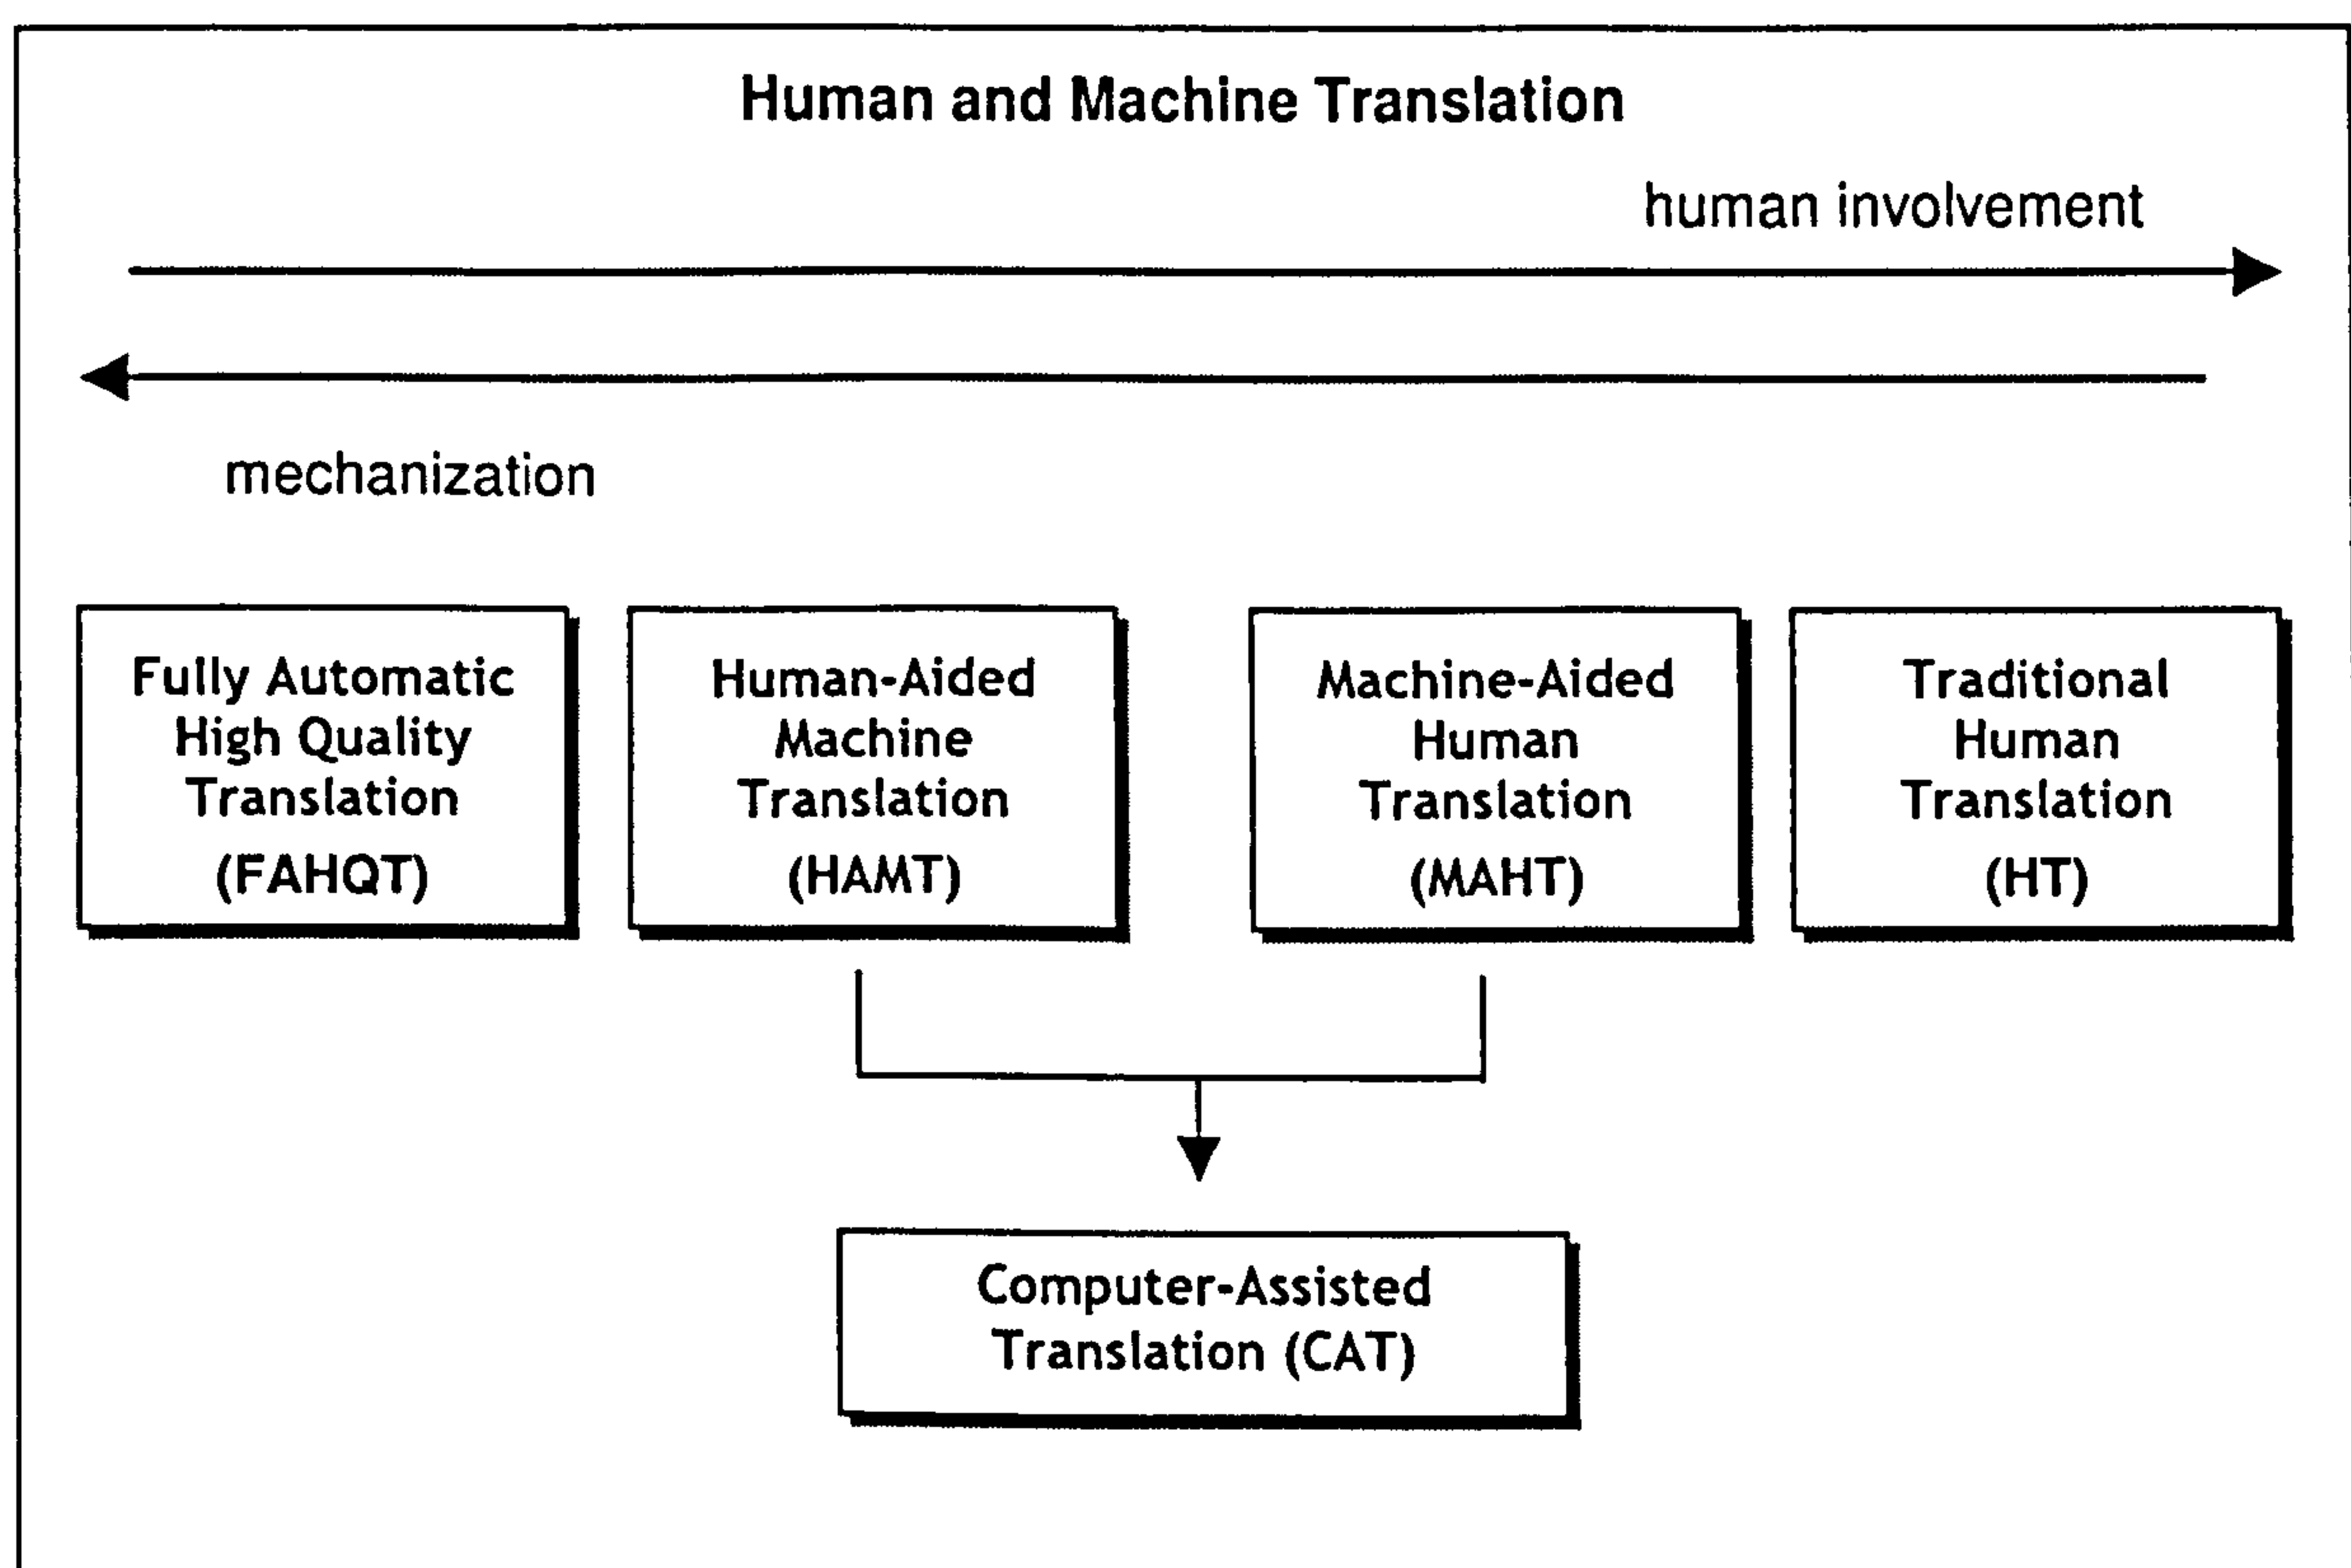 Human and Machine Translation
human involvement
mechanization
Fully Automatic
High Quality
Translation
(FAHQT)
Human-Aided
Machine
Translation
(HAMT)
Machine-Aided
Human
Translation
(MAHT)
Traditional
Human
Translation
(HT)
Computer-Assisted
Translation (CAT)